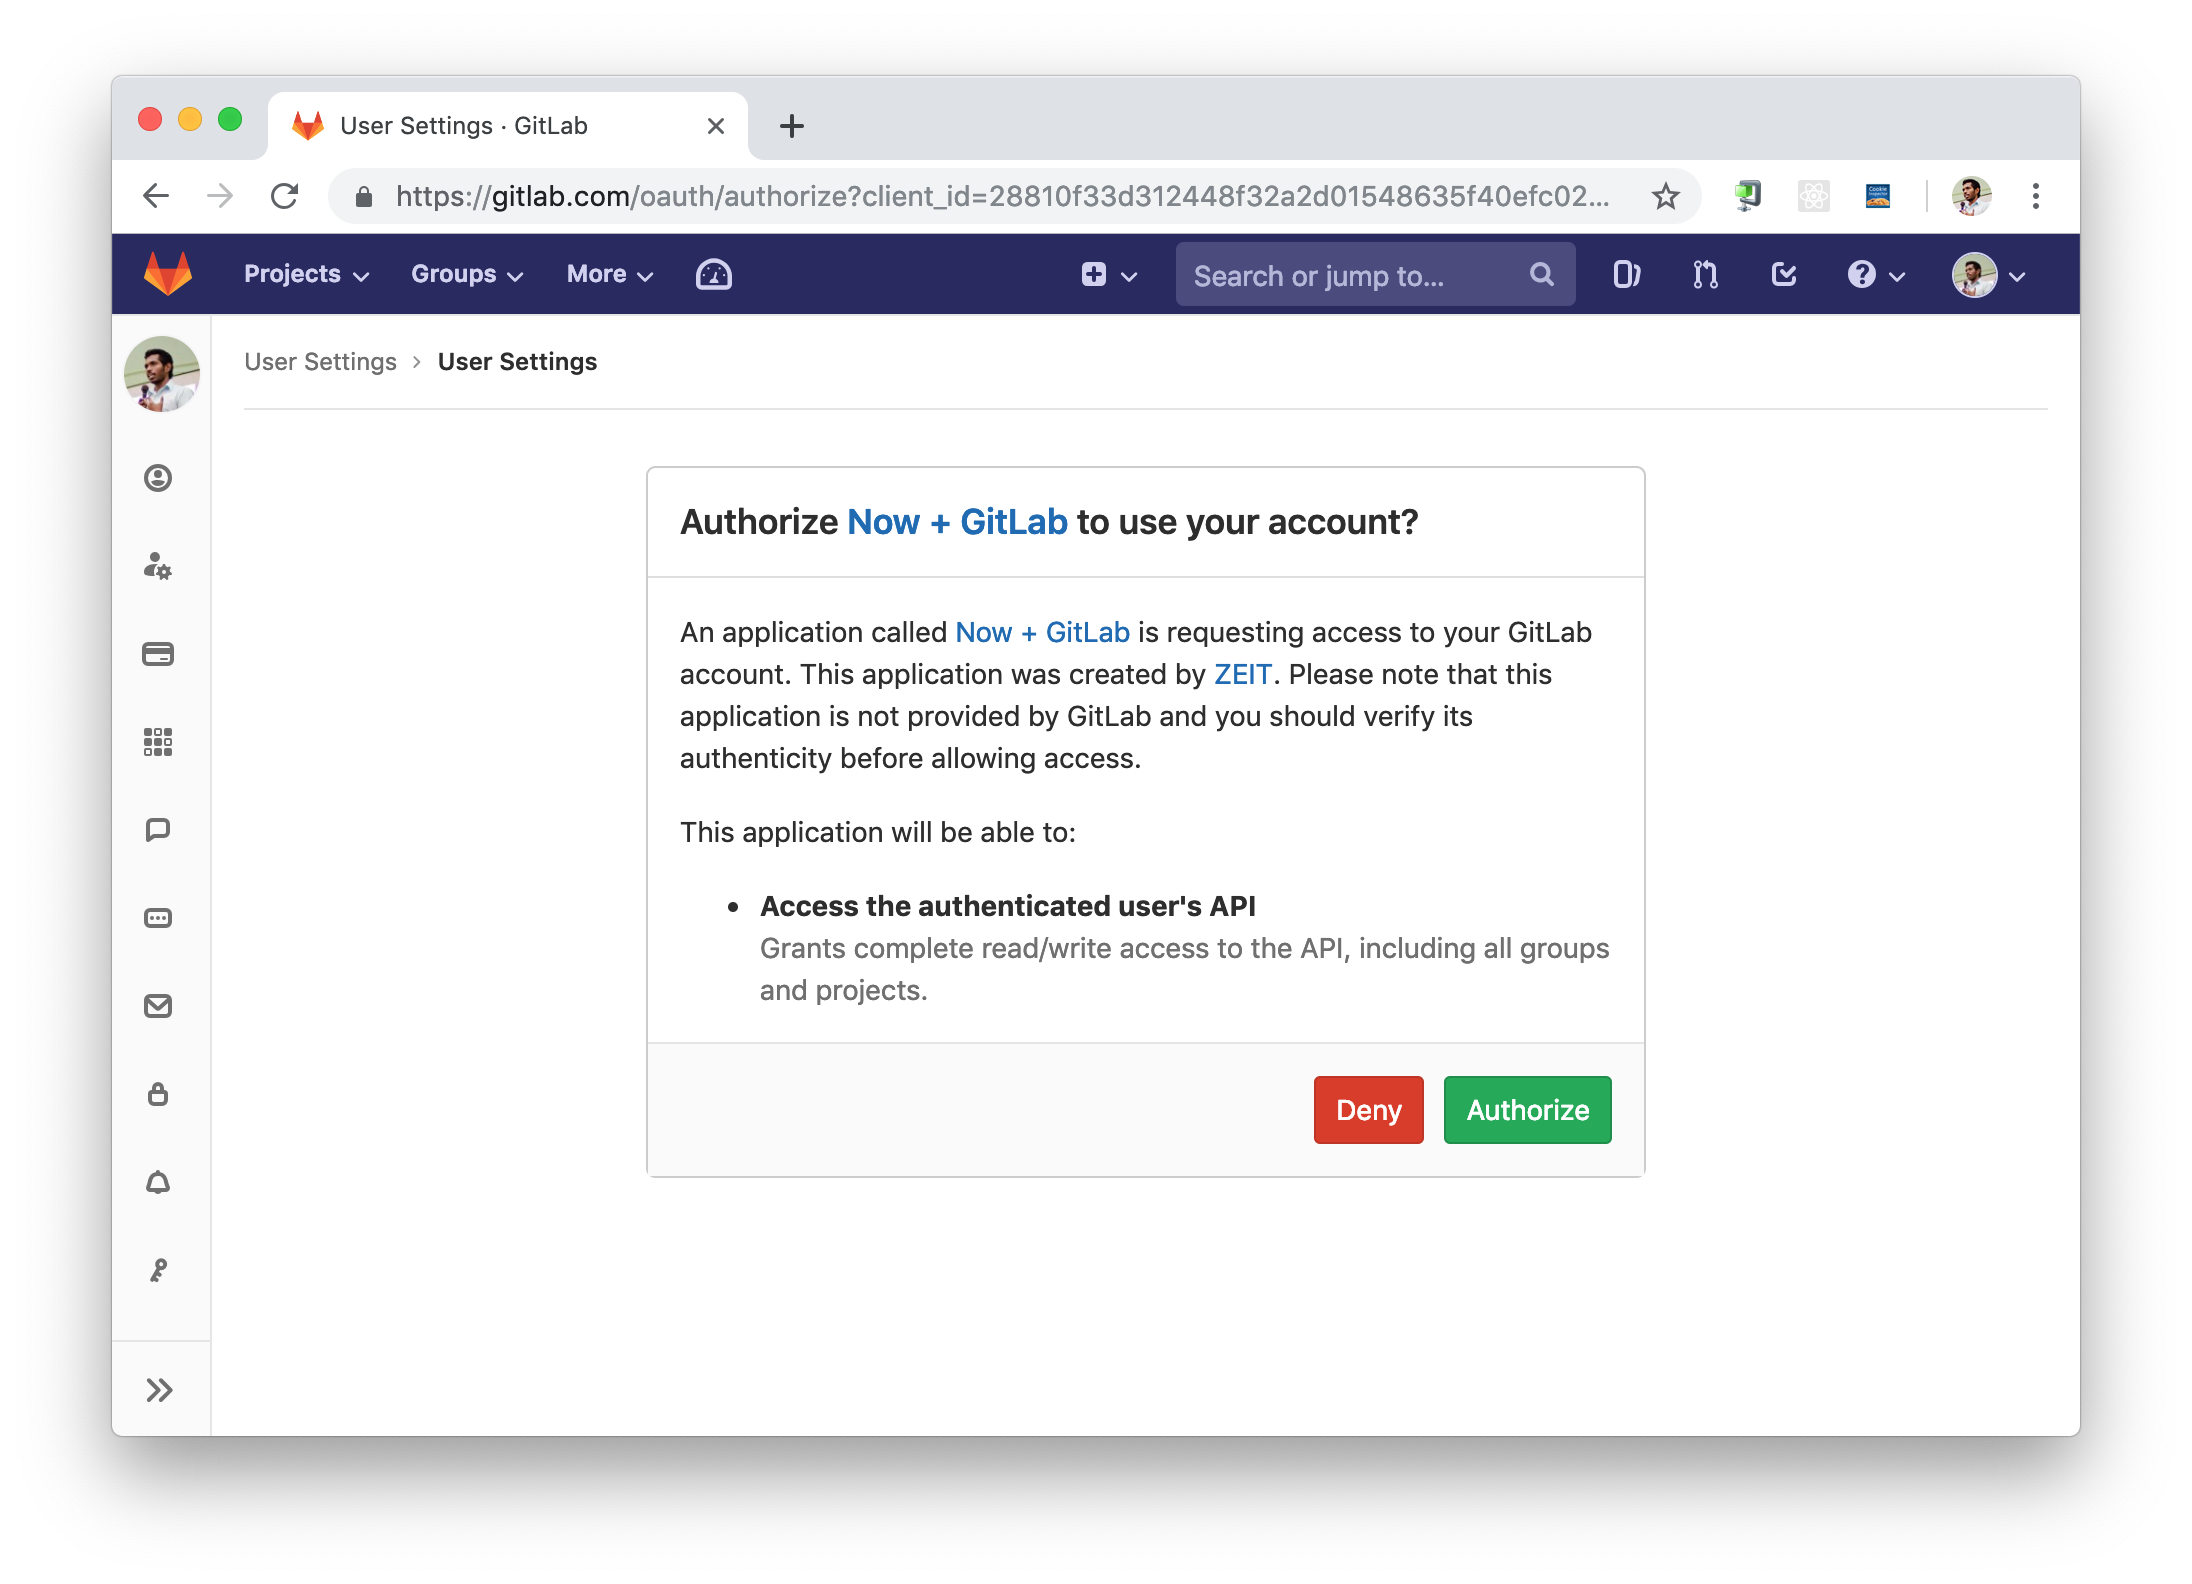 User Settings · GitLab
https://gitlab.com/oauth/authorize?client_id=28810f33d312448f32a2d01548635f40efc02...
Projects Groups More Search or jump to...
User Settings › User Settings
Authorize Now + GitLab to use your account?
An application called Now + GitLab is requesting access to your GitLab
account. This application was created by ZEIT. Please note that this
application is not provided by GitLab and you should verify its
authenticity before allowing access.
This application will be able to:
• Access the authenticated user's API
Grants complete read/write access to the API, including all groups
and projects.
Deny Authorize